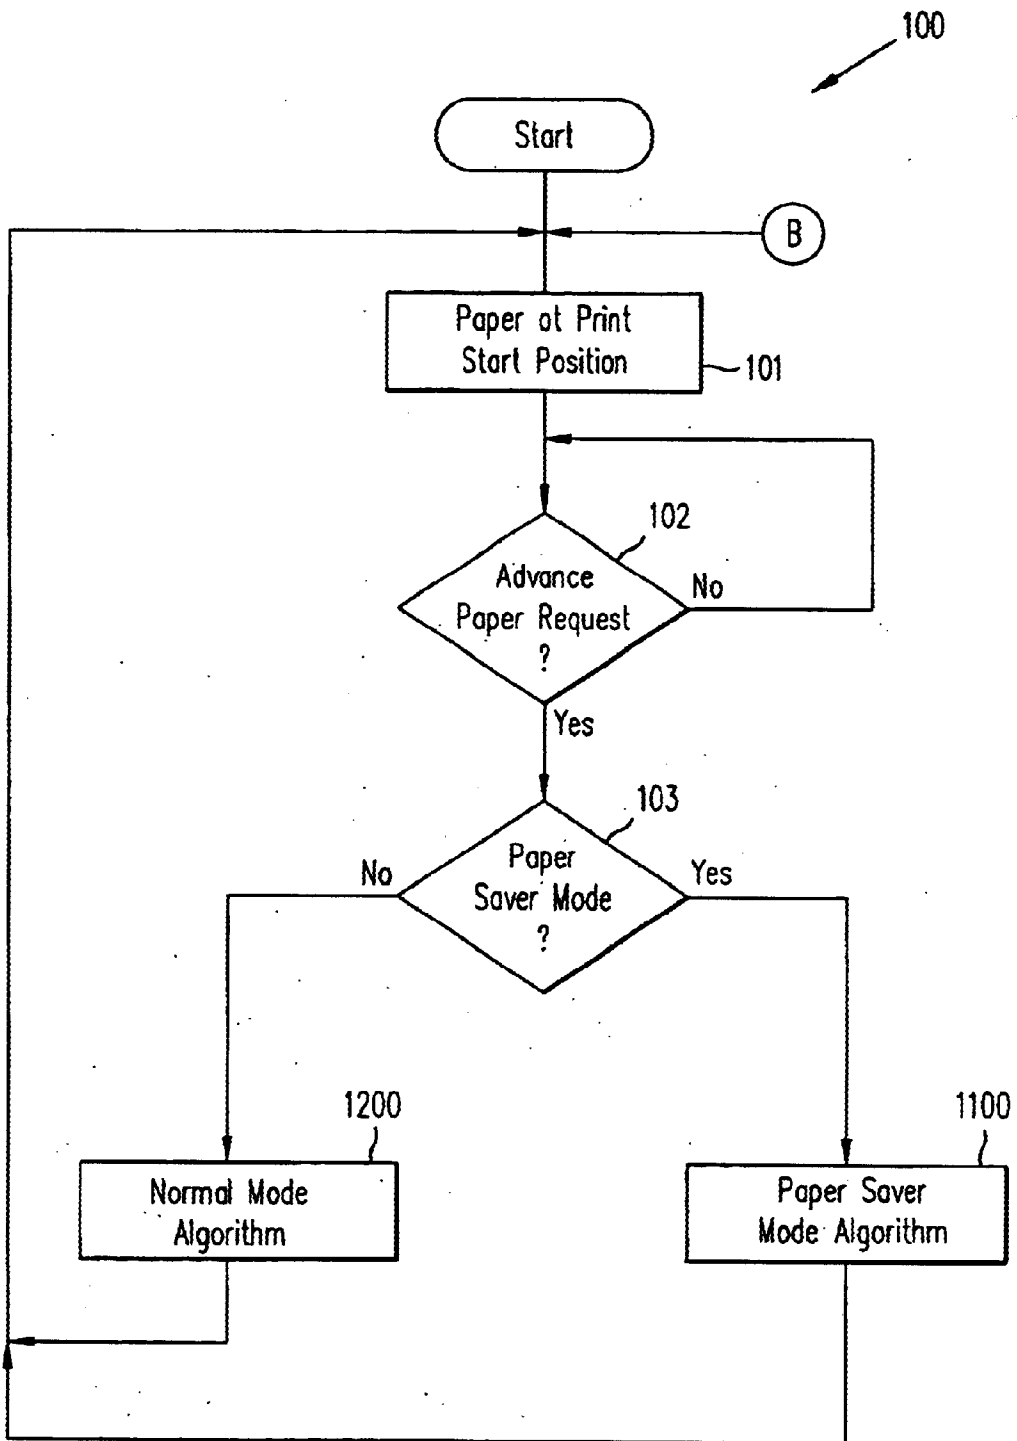 100
Start
B
Paper at Print
Start Position
101
102
Advance
Paper Request
?
No
Yes
103
Paper
Saver Mode
?
No
Yes
1200
Normal Mode
Algorithm
1100
Paper Saver
Mode Algorithm